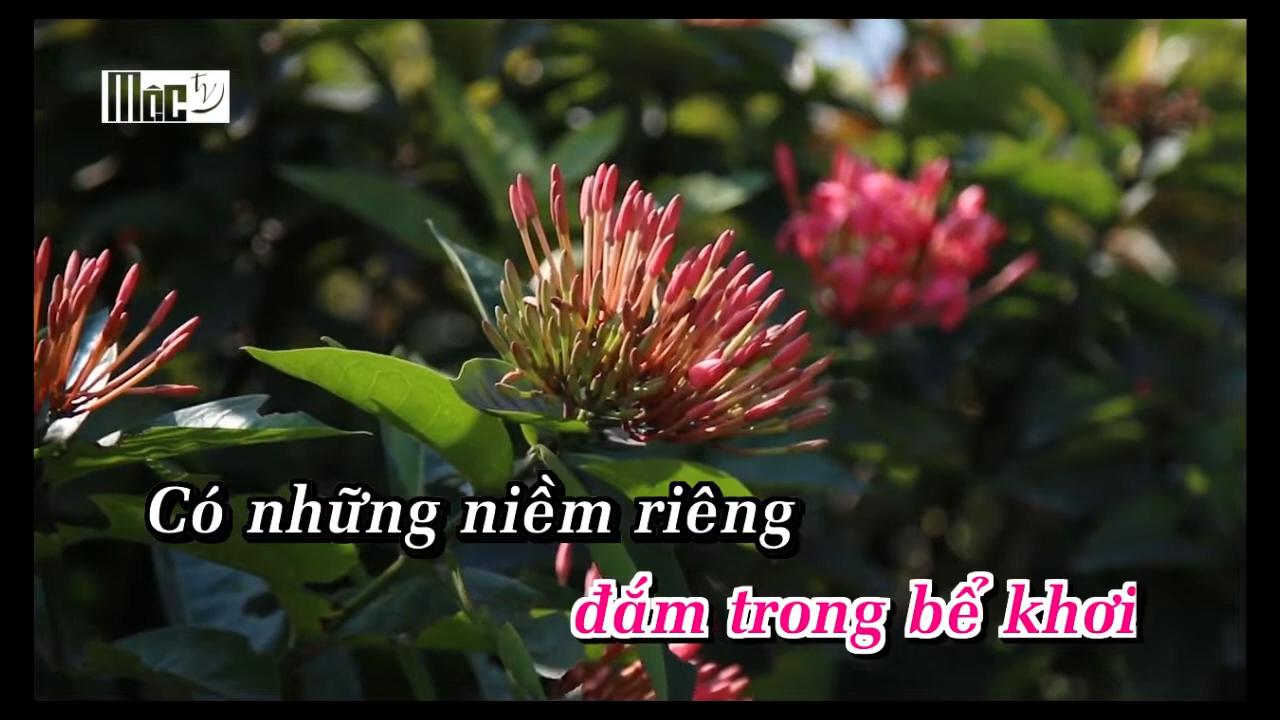 Mộc tv
Có những niềm riêng
đắm trong bể khơi